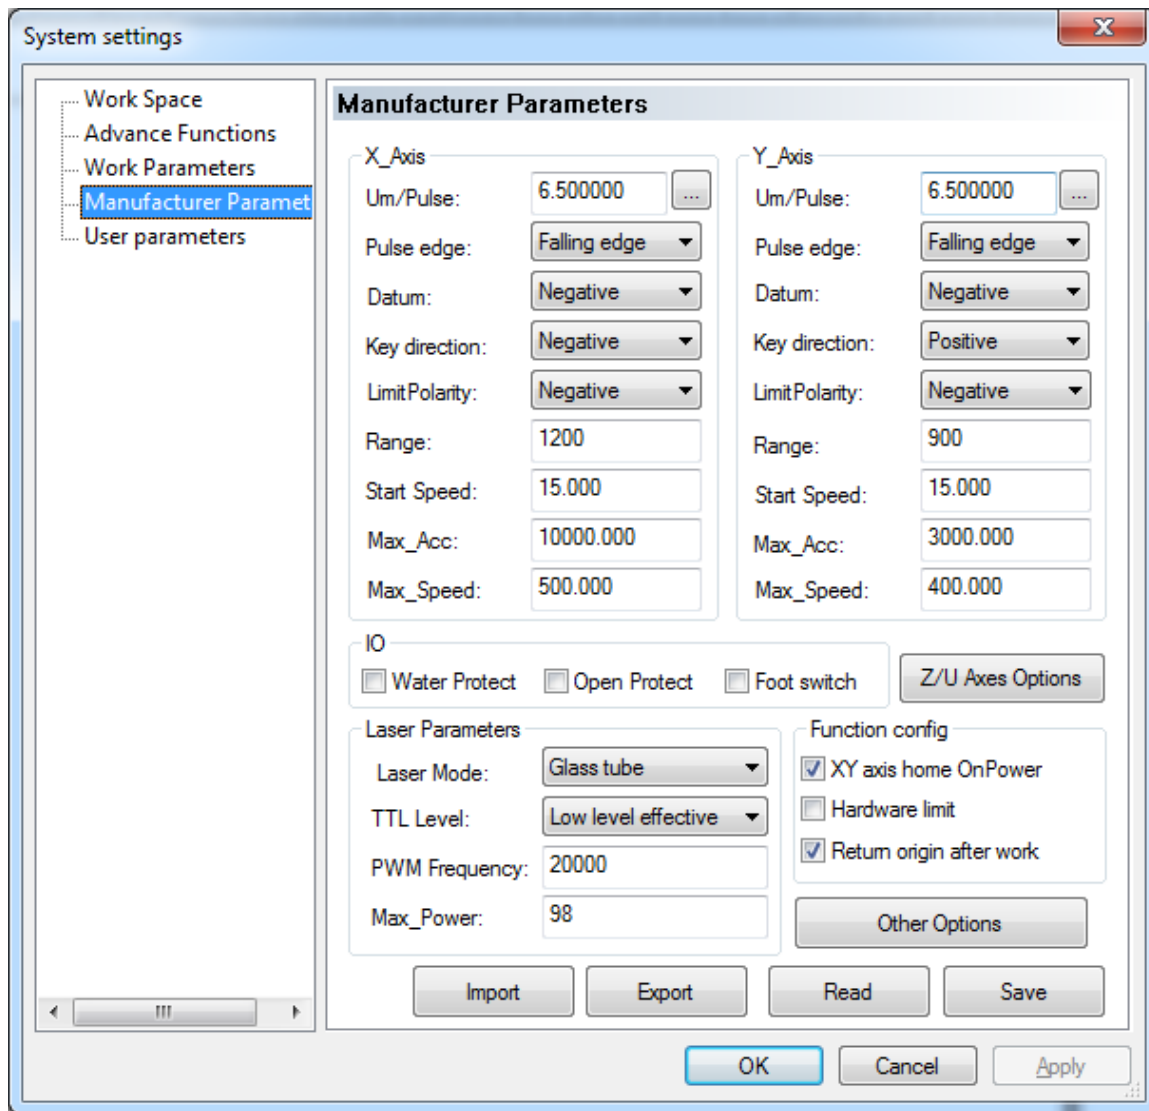 System settings
X
Work Space
Advance Functions
Work Parameters
Manufacturer Paramet
User parameters
Manufacturer Parameters
X_Axis
Um/Pulse: 6.500000 ...
Pulse edge: Falling edge
Datum: Negative
Key direction: Negative
LimitPolarity: Negative
Range: 1200
Start Speed: 15.000
Max_Acc: 10000.000
Max_Speed: 500.000
Y_Axis
Um/Pulse: 6.500000 ...
Pulse edge: Falling edge
Datum: Negative
Key direction: Positive
LimitPolarity: Negative
Range: 900
Start Speed: 15.000
Max_Acc: 3000.000
Max_Speed: 400.000
IO
Water Protect Open Protect Foot switch
Z/U Axes Options
Laser Parameters
Laser Mode: Glass tube
TTL Level: Low level effective
PWM Frequency: 20000
Max_Power: 98
Function config
XY axis home OnPower
Hardware limit
Return origin after work
Other Options
Import Export Read Save
OK Cancel Apply